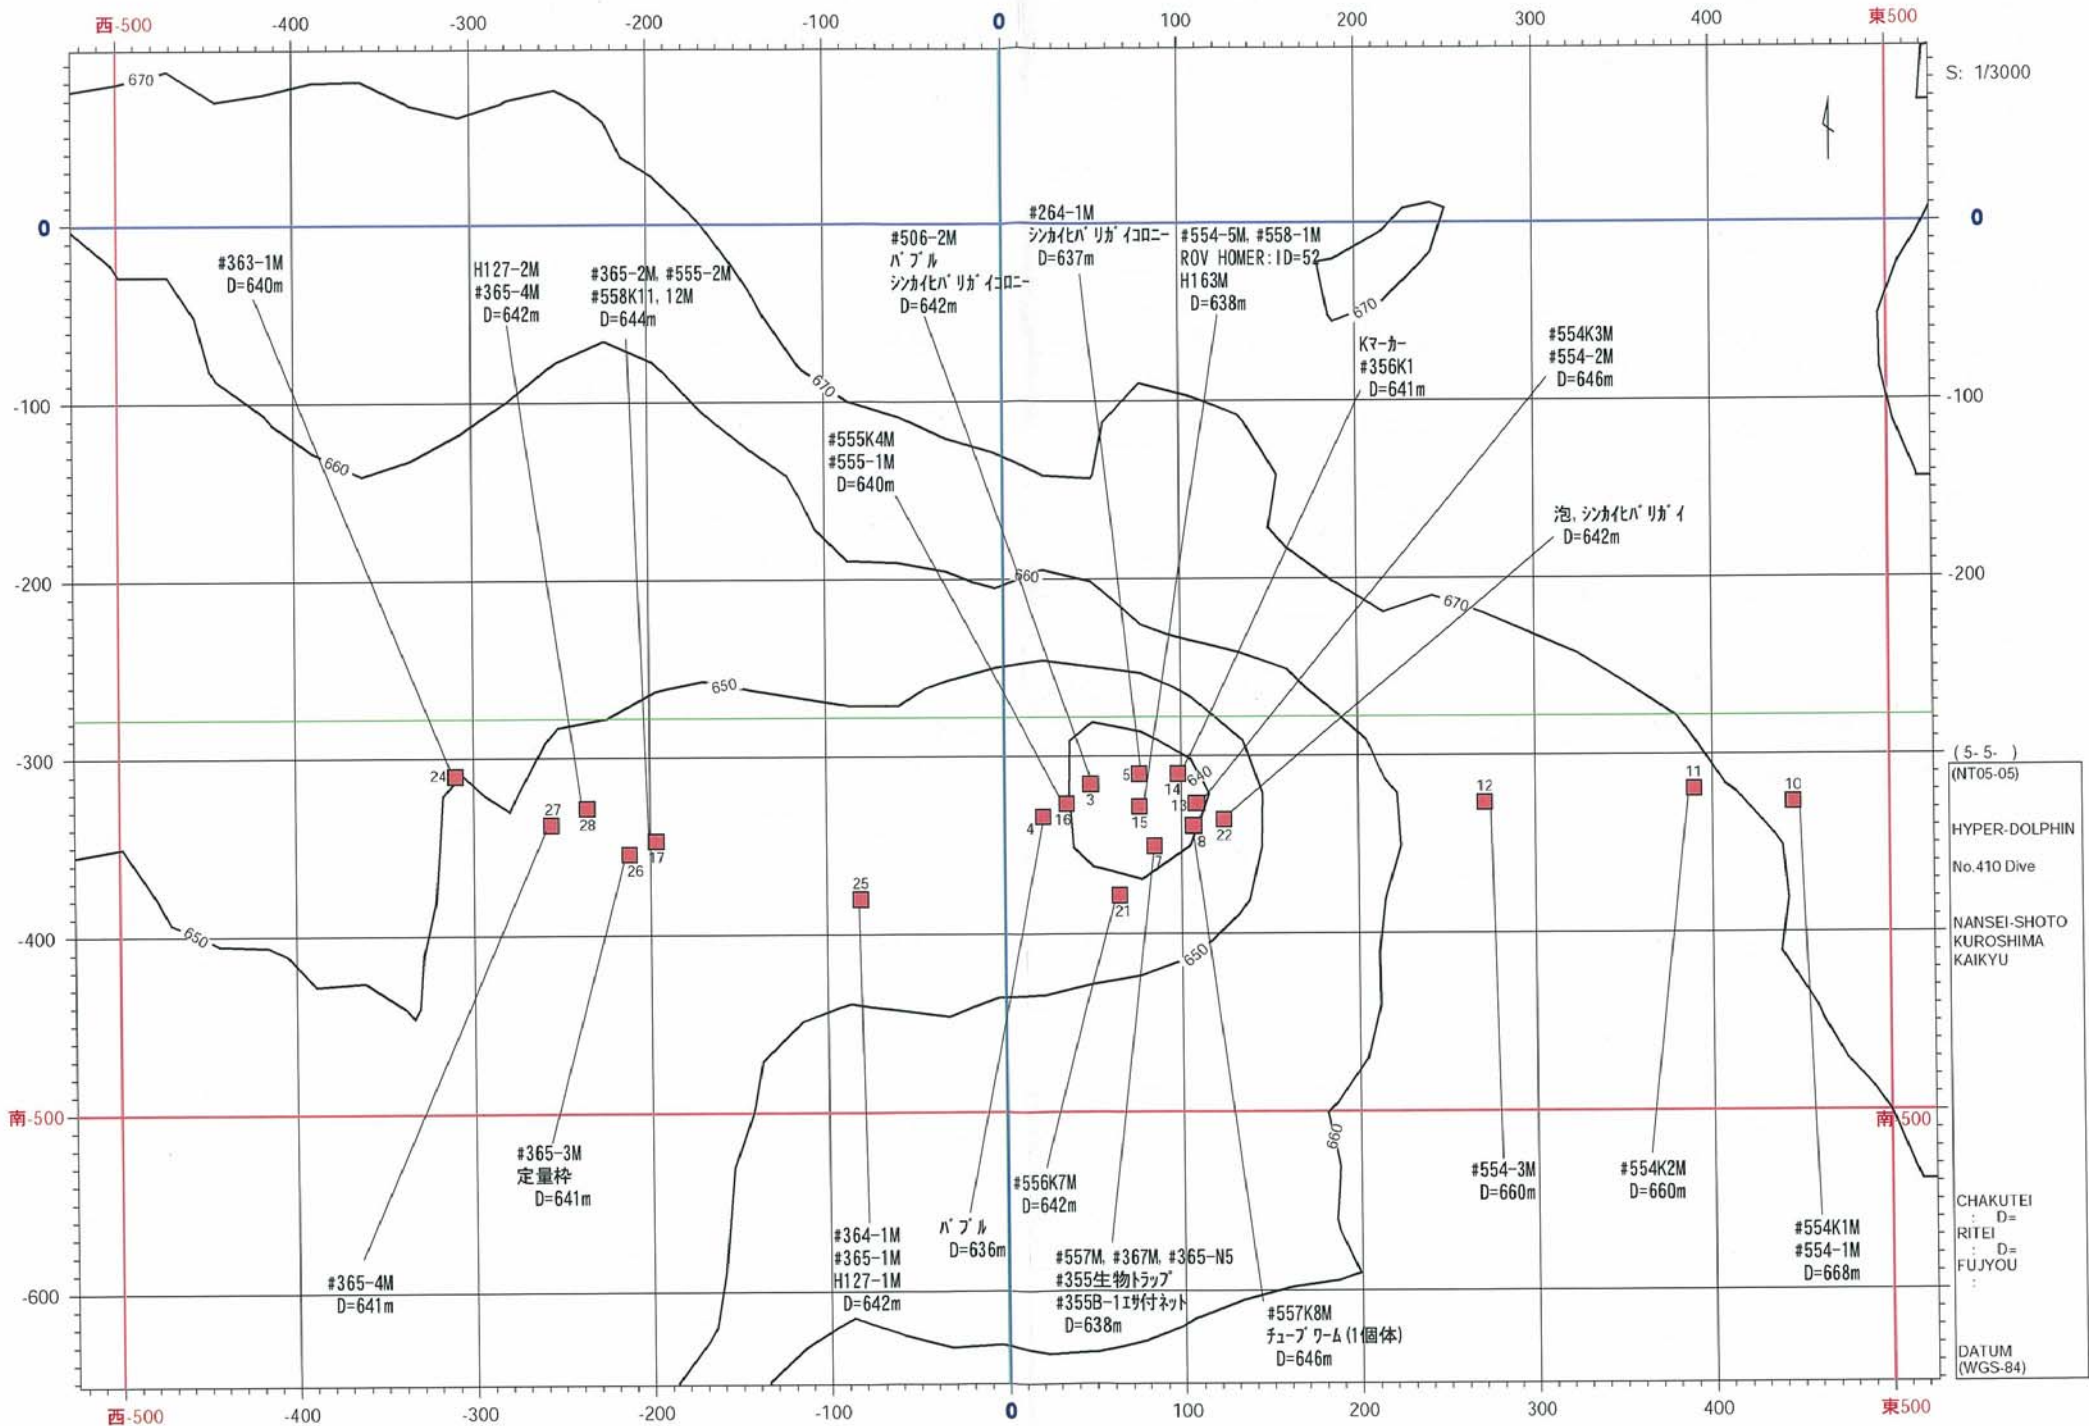 西-500 -400 -300 -200 -100 0 100 200 300 400 東500
S: 1/3000
670
0
0
#264-1M
シンカイヒバリガイコロニー
D=637m
#506-2M
バブル
シンカイヒバリガイコロニー
D=642m
#554-5M, #558-1M
ROV HOMER:ID=52
H163M
D=638m
#363-1M
D=640m
H127-2M
#365-4M
D=642m
#365-2M, #555-2M
#558K11, 12M
D=644m
670
Kマーカー
#356K1
D=641m
#554K3M
#554-2M
D=646m
670
-100
-100
#555K4M
#555-1M
D=640m
660
泡, シンカイヒバリガイ
D=642m
-200
660
-200
670
650
-300
(5-5- )
(NT05-05)
24
27
28
26
17
25
4
16
3
5
14
640
13
15
8
22
7
21
12
11
10
HYPER-DOLPHIN
No.410 Dive
NANSEI-SHOTO
KUROSHIMA
KAIKYU
-400
650
650
南-500
南-500
660
#365-3M
定量枠
D=641m
#556K7M
D=642m
#554-3M
D=660m
#554K2M
D=660m
CHAKUTEI
: D=
RITEI
: D=
FUJYOU
:
#364-1M
#365-1M
H127-1M
D=642m
バブル
D=636m
#557M, #367M, #365-N5
#355生物トラップ
#355B-1エサ付ネット
D=638m
#554K1M
#554-1M
D=668m
#365-4M
D=641m
-600
#557K8M
チューブワーム(1個体)
D=646m
DATUM
(WGS-84)
西-500 -400 -300 -200 -100 0 100 200 300 400 東500